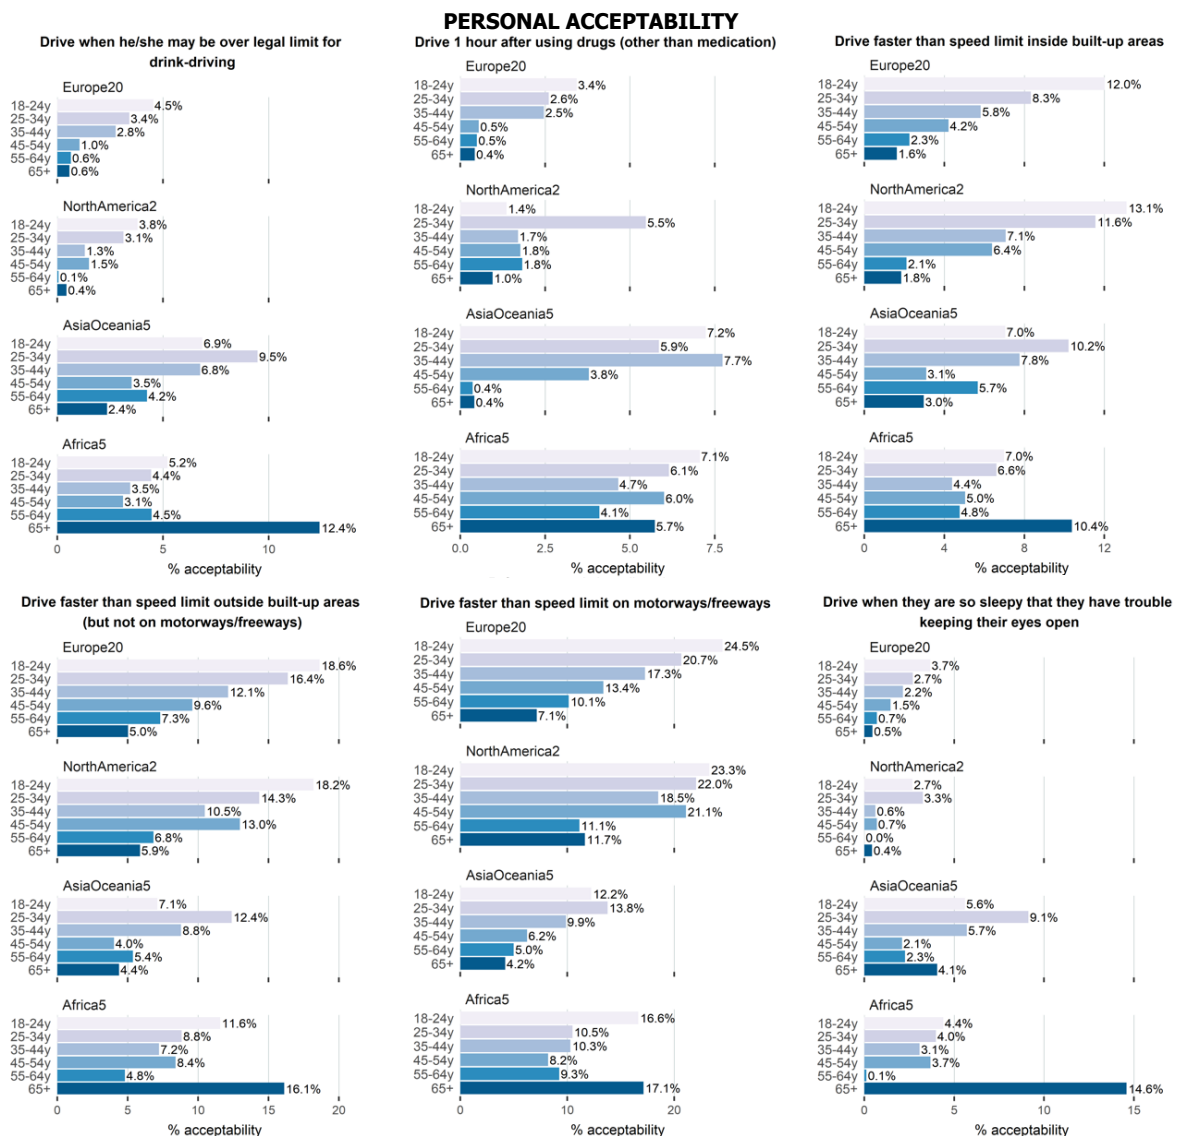 PERSONAL ACCEPTABILITY
Drive when he/she may be over legal limit for
drink-driving
Europe20
18-24y 4.5%
25-34y 3.4%
35-44y 2.8%
45-54y 1.0%
55-64y 0.6%
65+ 0.6%
NorthAmerica2
18-24y 3.8%
25-34y 3.1%
35-44y 1.3%
45-54y 1.5%
55-64y 0.1%
65+ 0.4%
AsiaOceania5
18-24y 6.9%
25-34y 9.5%
35-44y 6.8%
45-54y 3.5%
55-64y 4.2%
65+ 2.4%
Africa5
18-24y 5.2%
25-34y 4.4%
35-44y 3.5%
45-54y 3.1%
55-64y 4.5%
65+ 12.4%
0 5 10
% acceptability
Drive 1 hour after using drugs (other than medication)
Europe20
18-24y 3.4%
25-34y 2.6%
35-44y 2.5%
45-54y 0.5%
55-64y 0.5%
65+ 0.4%
NorthAmerica2
18-24y 1.4%
25-34y 5.5%
35-44y 1.7%
45-54y 1.8%
55-64y 1.8%
65+ 1.0%
AsiaOceania5
18-24y 7.2%
25-34y 5.9%
35-44y 7.7%
45-54y 3.8%
55-64y 0.4%
65+ 0.4%
Africa5
18-24y 7.1%
25-34y 6.1%
35-44y 4.7%
45-54y 6.0%
55-64y 4.1%
65+ 5.7%
0.0 2.5 5.0 7.5
% acceptability
Drive faster than speed limit inside built-up areas
Europe20
18-24y 12.0%
25-34y 8.3%
35-44y 5.8%
45-54y 4.2%
55-64y 2.3%
65+ 1.6%
NorthAmerica2
18-24y 13.1%
25-34y 11.6%
35-44y 7.1%
45-54y 6.4%
55-64y 2.1%
65+ 1.8%
AsiaOceania5
18-24y 7.0%
25-34y 10.2%
35-44y 7.8%
45-54y 3.1%
55-64y 5.7%
65+ 3.0%
Africa5
18-24y 7.0%
25-34y 6.6%
35-44y 4.4%
45-54y 5.0%
55-64y 4.8%
65+ 10.4%
0 4 8 12
% acceptability
Drive faster than speed limit outside built-up areas
(but not on motorways/freeways)
Europe20
18-24y 18.6%
25-34y 16.4%
35-44y 12.1%
45-54y 9.6%
55-64y 7.3%
65+ 5.0%
NorthAmerica2
18-24y 18.2%
25-34y 14.3%
35-44y 10.5%
45-54y 13.0%
55-64y 6.8%
65+ 5.9%
AsiaOceania5
18-24y 7.1%
25-34y 12.4%
35-44y 8.8%
45-54y 4.0%
55-64y 5.4%
65+ 4.4%
Africa5
18-24y 11.6%
25-34y 8.8%
35-44y 7.2%
45-54y 8.4%
55-64y 4.8%
65+ 16.1%
0 5 10 15 20
% acceptability
Drive faster than speed limit on motorways/freeways
Europe20
18-24y 24.5%
25-34y 20.7%
35-44y 17.3%
45-54y 13.4%
55-64y 10.1%
65+ 7.1%
NorthAmerica2
18-24y 23.3%
25-34y 22.0%
35-44y 18.5%
45-54y 21.1%
55-64y 11.1%
65+ 11.7%
AsiaOceania5
18-24y 12.2%
25-34y 13.8%
35-44y 9.9%
45-54y 6.2%
55-64y 5.0%
65+ 4.2%
Africa5
18-24y 16.6%
25-34y 10.5%
35-44y 10.3%
45-54y 8.2%
55-64y 9.3%
65+ 17.1%
0 10 20
% acceptability
Drive when they are so sleepy that they have trouble
keeping their eyes open
Europe20
18-24y 3.7%
25-34y 2.7%
35-44y 2.2%
45-54y 1.5%
55-64y 0.7%
65+ 0.5%
NorthAmerica2
18-24y 2.7%
25-34y 3.3%
35-44y 0.6%
45-54y 0.7%
55-64y 0.0%
65+ 0.4%
AsiaOceania5
18-24y 5.6%
25-34y 9.1%
35-44y 5.7%
45-54y 2.1%
55-64y 2.3%
65+ 4.1%
Africa5
18-24y 4.4%
25-34y 4.0%
35-44y 3.1%
45-54y 3.7%
55-64y 0.1%
65+ 14.6%
0 5 10 15
% acceptability